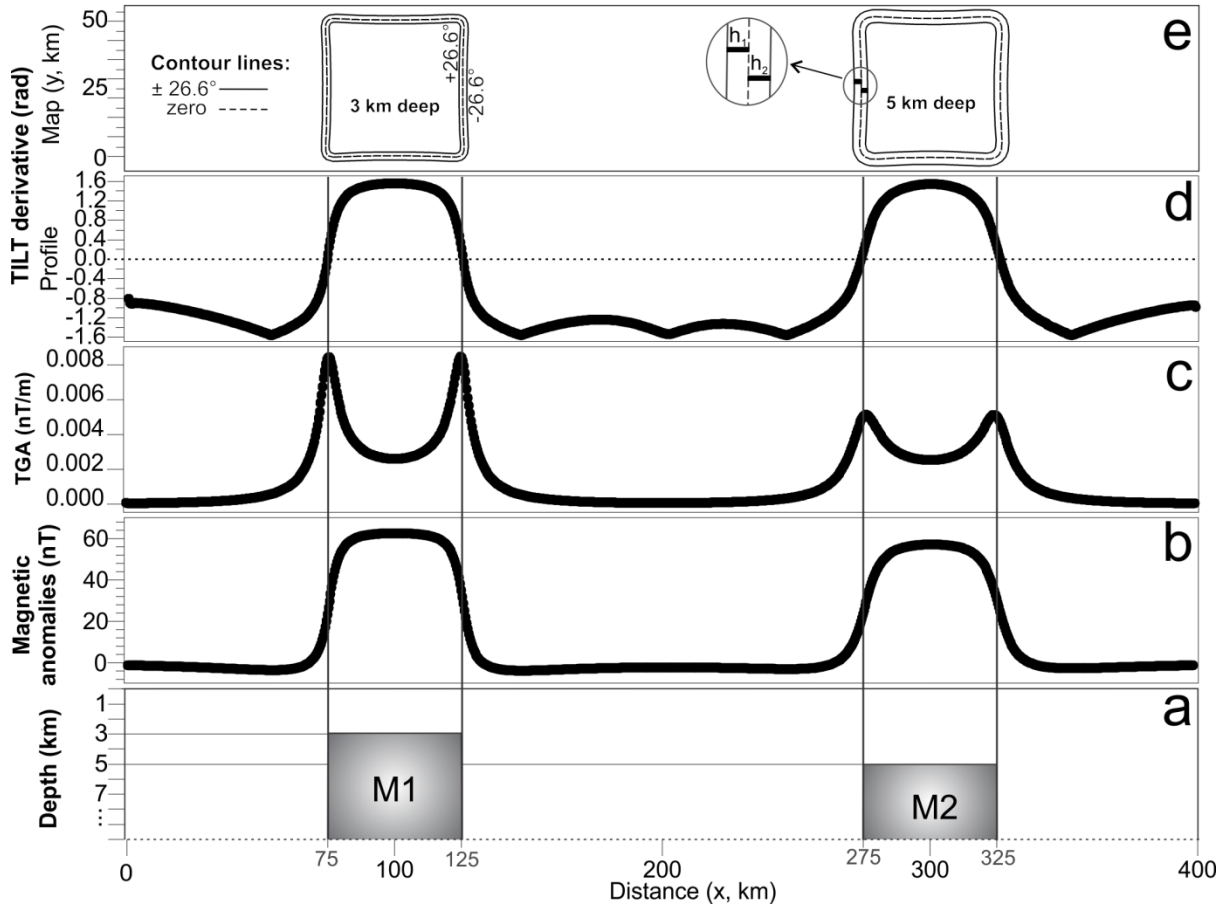 TILT derivative (rad)
Map (y, km)
50
25
0
Contour lines:
± 26.6°
zero
+26.6°
-26.6°
3 km deep
h1
h2
5 km deep
e
Profile
1.6
1.2
0.8
0.4
0.0
-0.4
-0.8
-1.2
-1.6
d
TGA (nT/m)
0.008
0.006
0.004
0.002
0.000
c
Magnetic
anomalies (nT)
60
40
20
0
b
Depth (km)
1
3
5
7
...
M1
M2
a
75
125
275
325
0
100
200
300
400
Distance (x, km)